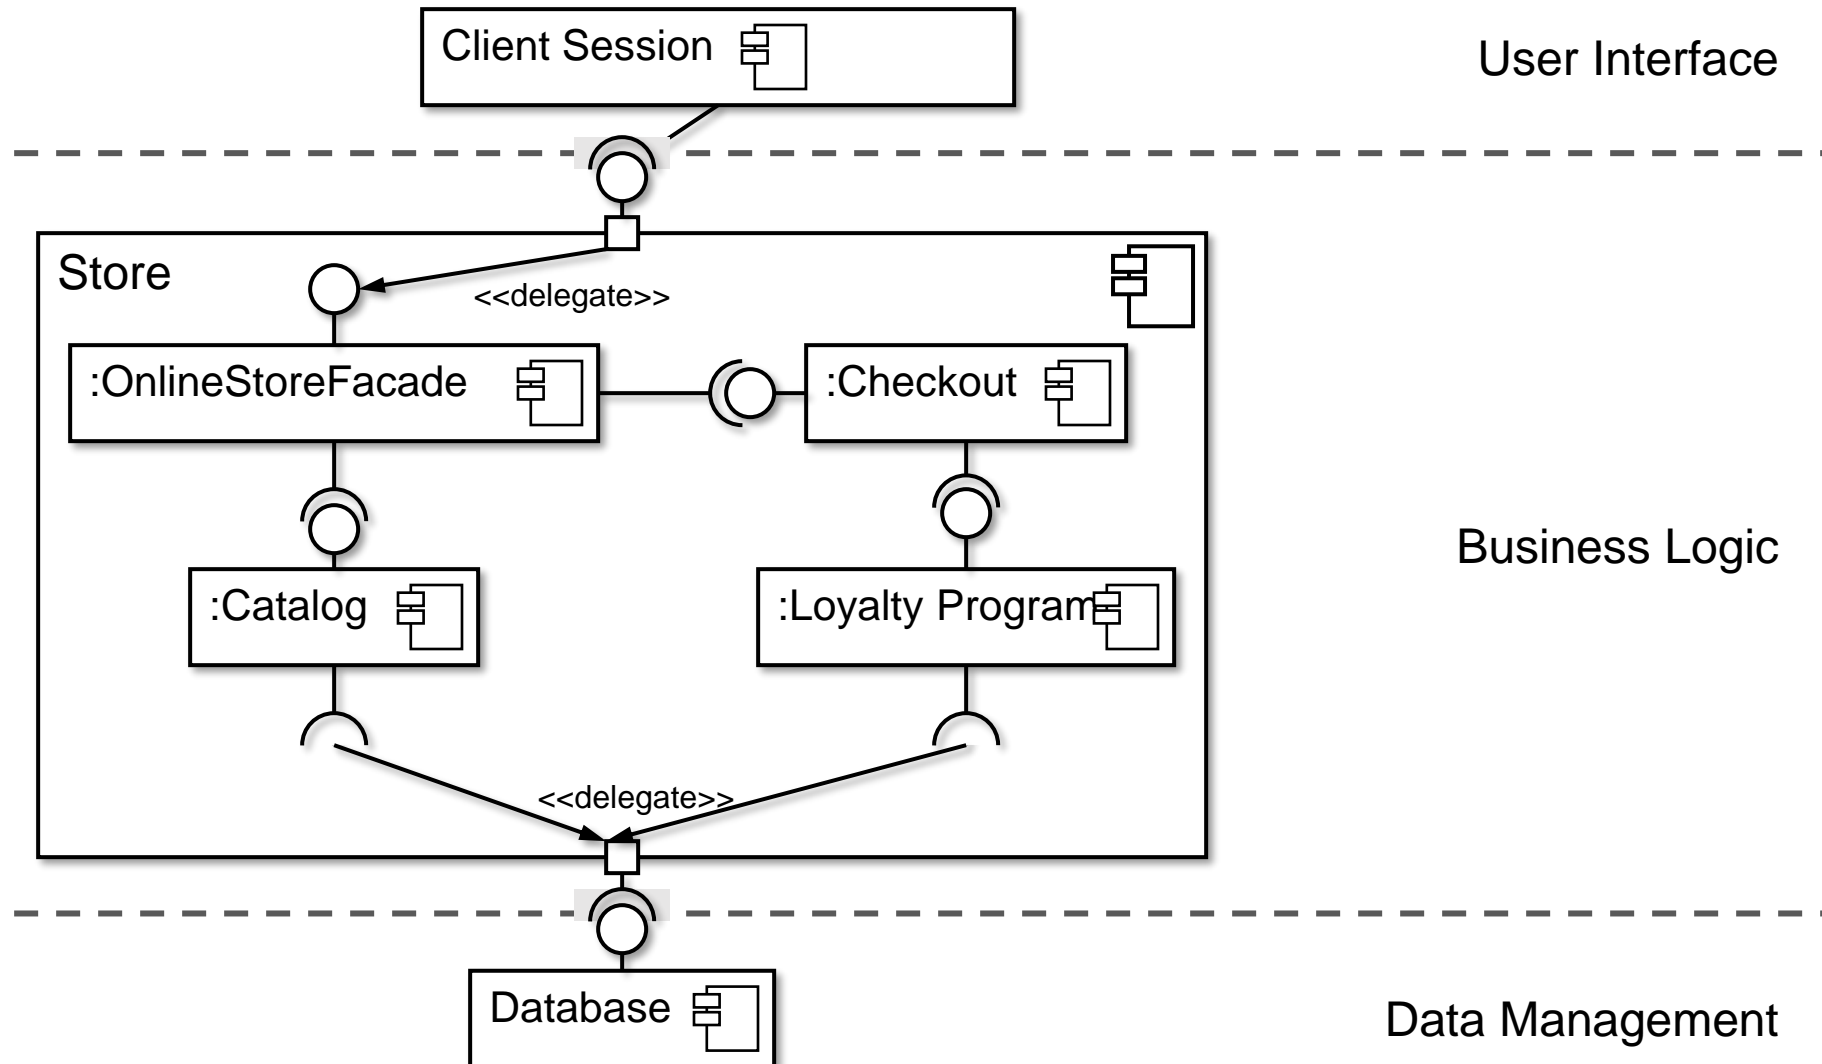 Client Session
User Interface
Store
<<delegate>>
:OnlineStoreFacade
:Checkout
Business Logic
:Catalog
:Loyalty Program
<<delegate>>
Database
Data Management